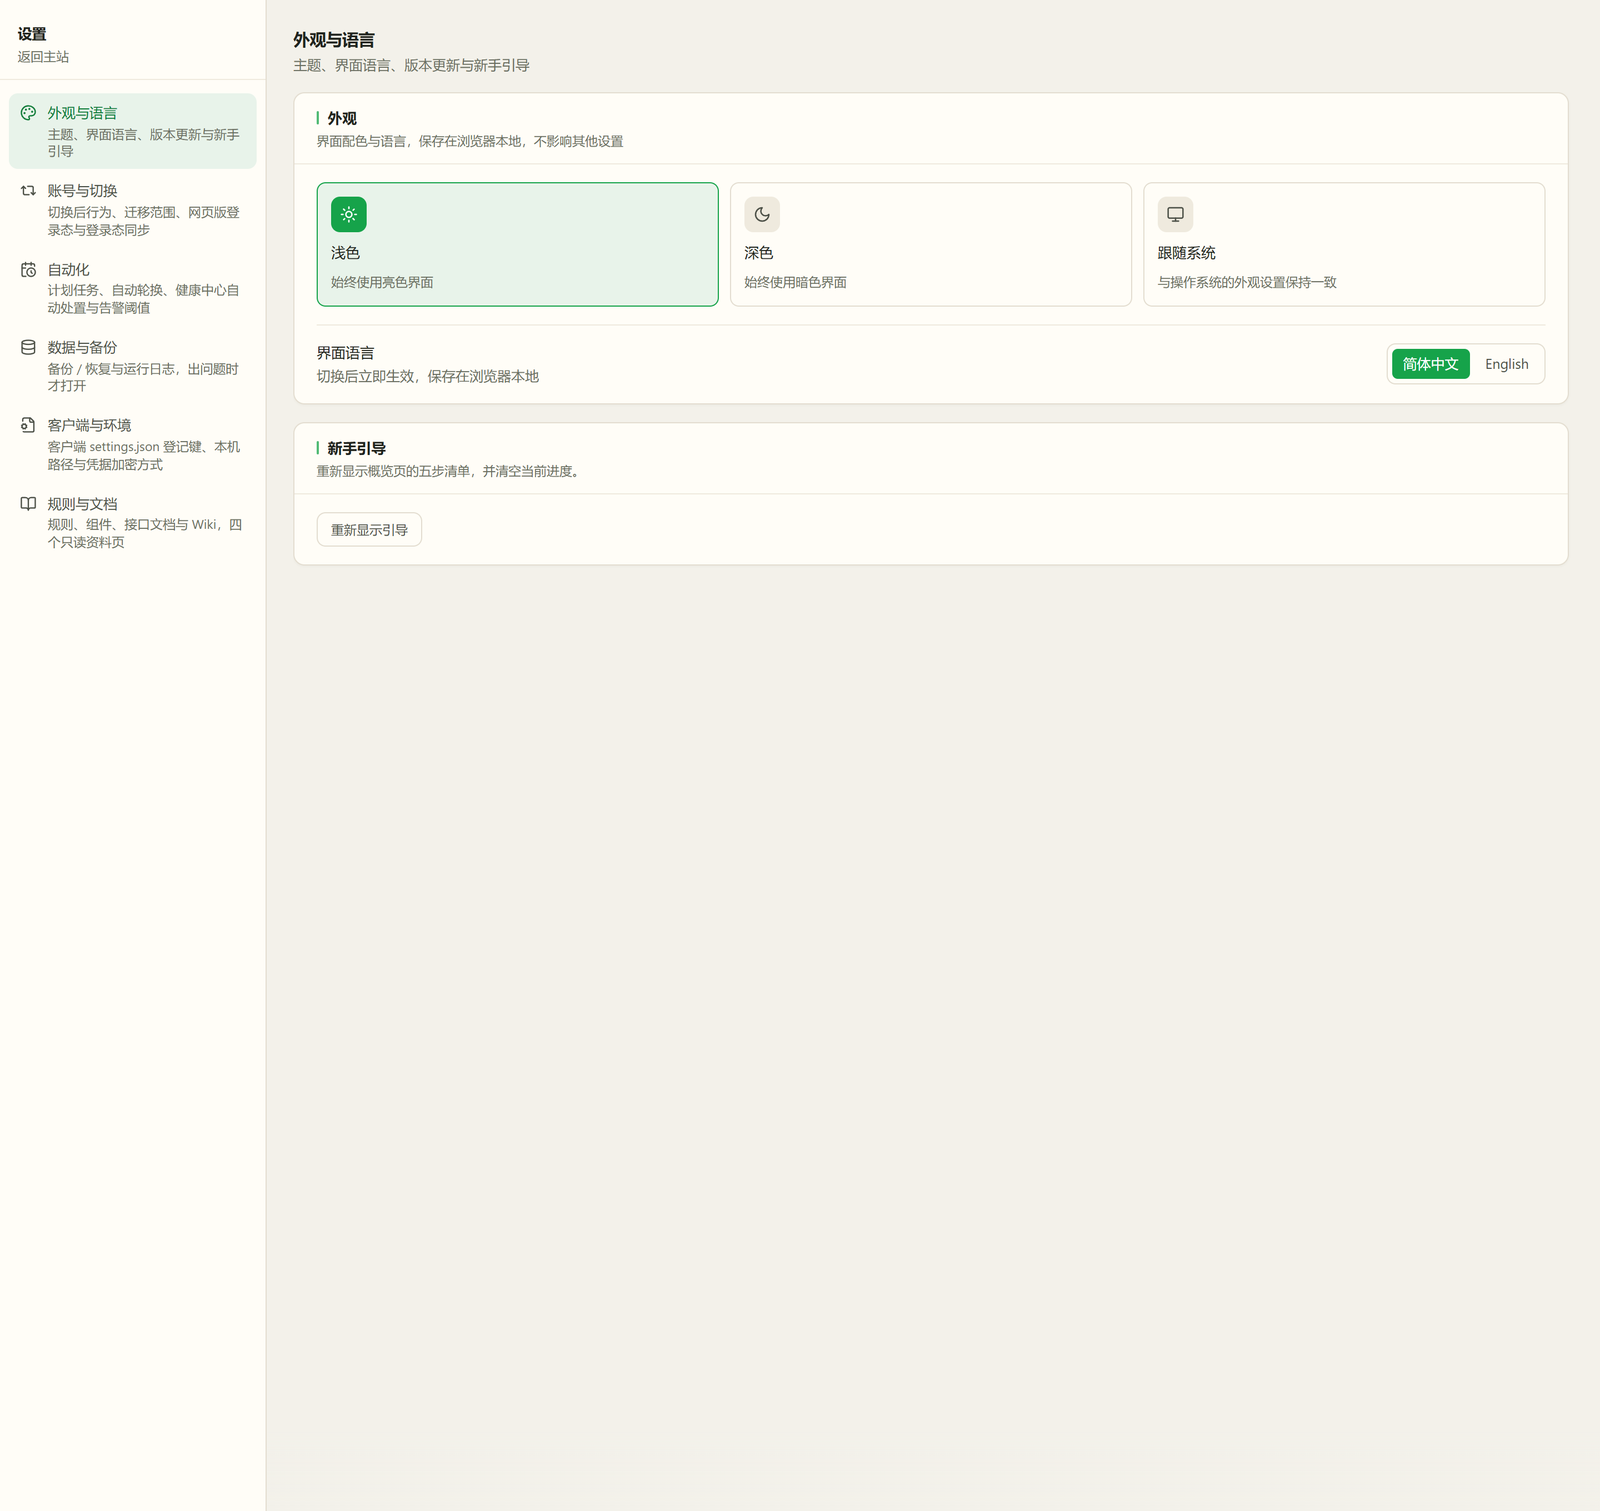 设置
返回主站
外观与语言
主题、界面语言、版本更新与新手
引导
账号与切换
切换后行为、迁移范围、网页版登
录态与登录态同步
自动化
计划任务、自动轮换、健康中心自
动处置与告警阈值
数据与备份
备份 / 恢复与运行日志，出问题时
才打开
客户端与环境
客户端 settings.json 登记键、本机
路径与凭据加密方式
规则与文档
规则、组件、接口文档与 Wiki，四
个只读资料页
外观与语言
主题、界面语言、版本更新与新手引导
外观
界面配色与语言，保存在浏览器本地，不影响其他设置
浅色
始终使用亮色界面
深色
始终使用暗色界面
跟随系统
与操作系统的外观设置保持一致
界面语言
切换后立即生效，保存在浏览器本地
简体中文
English
新手引导
重新显示概览页的五步清单，并清空当前进度。
重新显示引导